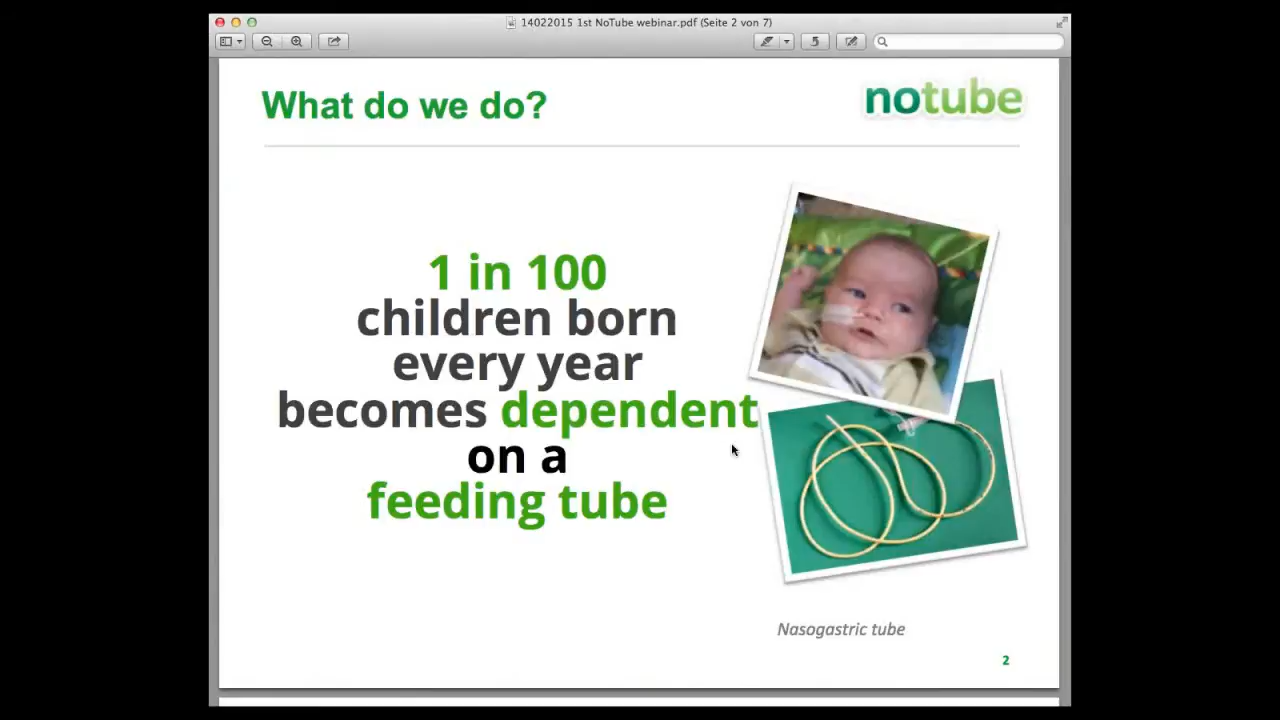 14022015 1st NoTube webinar.pdf (Seite 2 von 7)
What do we do?
notube
1 in 100
children born
every year
becomes dependent
on a
feeding tube
Nasogastric tube
2